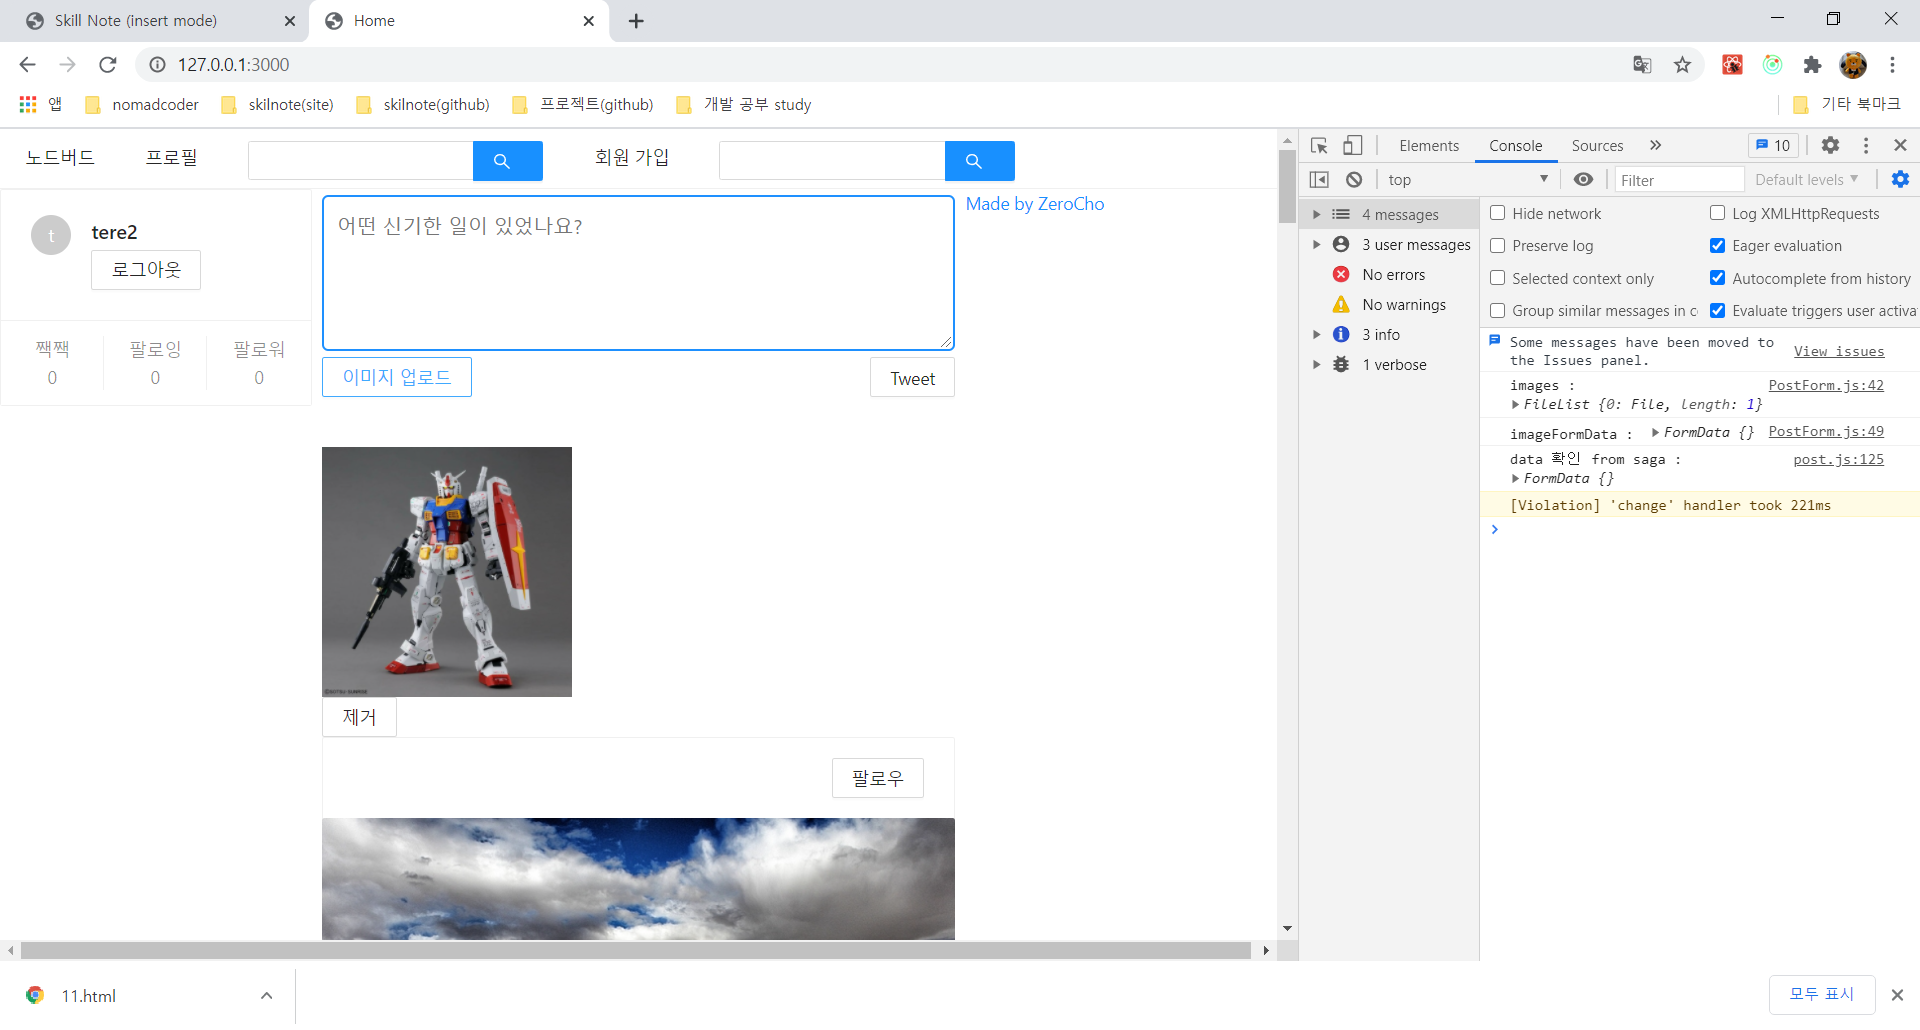 Skill Note (insert mode)
Home
127.0.0.1:3000
앱
nomadcoder
skilnote(site)
skilnote(github)
프로젝트(github)
개발 공부 study
기타 북마크
노드버드
프로필
회원 가입
t
tere2
로그아웃
짹짹
0
팔로잉
0
팔로워
0
어떤 신기한 일이 있었나요?
이미지 업로드
Tweet
Made by ZeroCho
제거
팔로우
Elements
Console
Sources
10
top
Filter
Default levels
4 messages
3 user messages
No errors
No warnings
3 info
1 verbose
Hide network
Log XMLHttpRequests
Preserve log
Eager evaluation
Selected context only
Autocomplete from history
Group similar messages in c
Evaluate triggers user activa
Some messages have been moved to
the Issues panel.
View issues
images :
PostForm.js:42
FileList {0: File, length: 1}
imageFormData : FormData {}
PostForm.js:49
data 확인 from saga :
post.js:125
FormData {}
[Violation] 'change' handler took 221ms
11.html
모두 표시